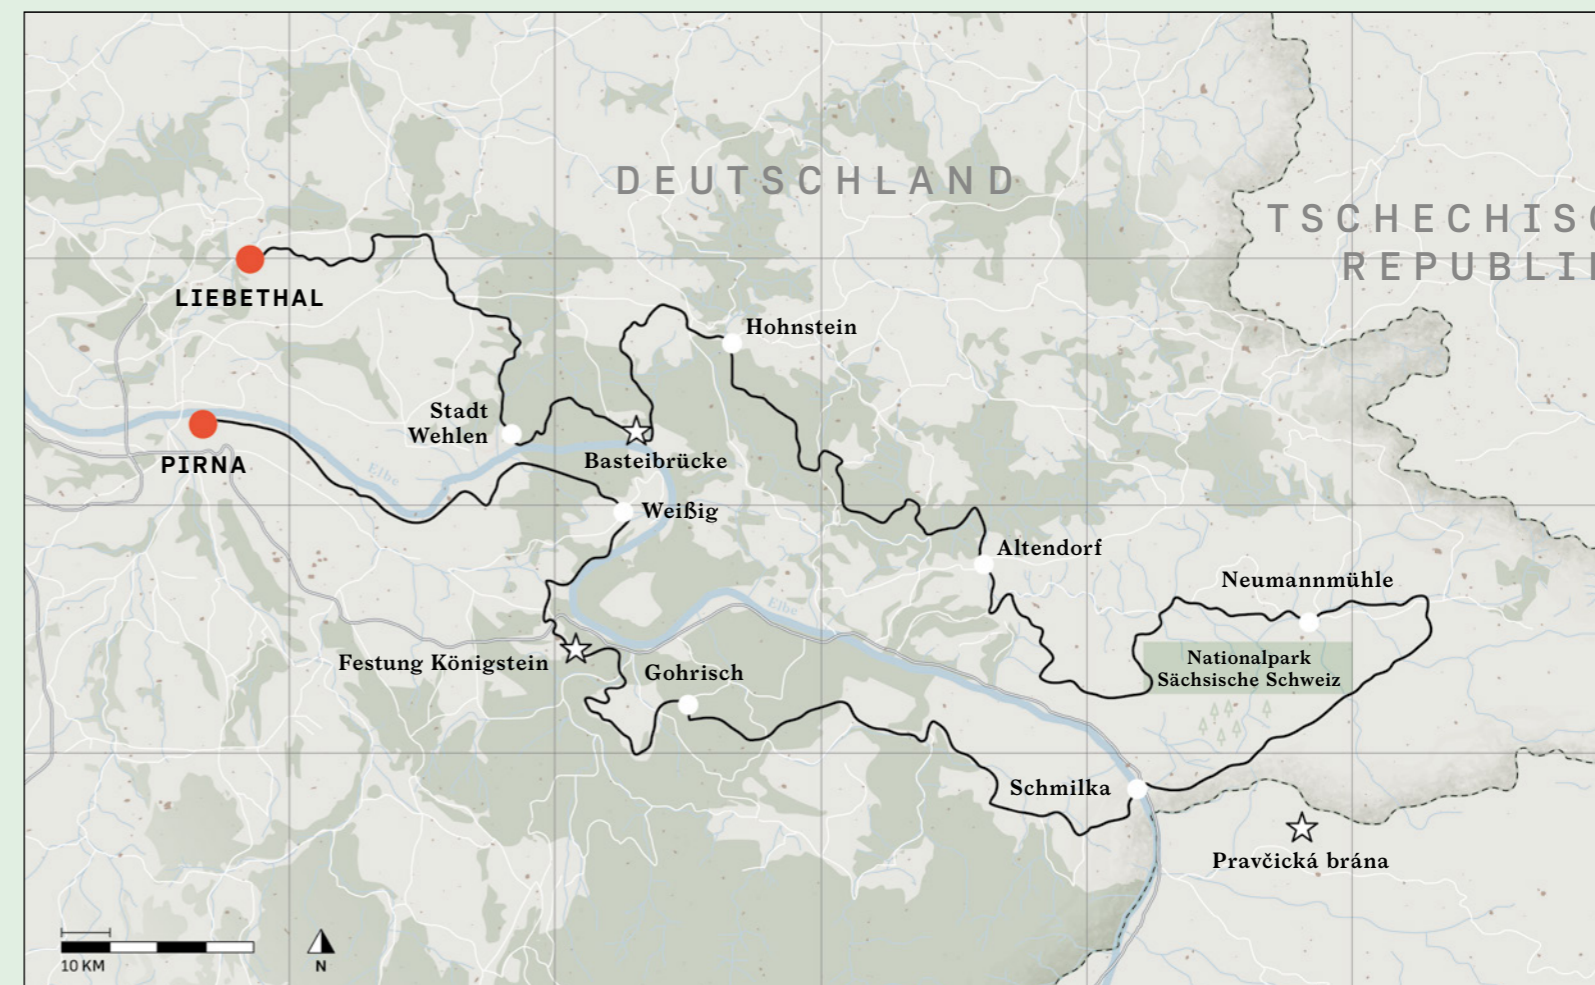 DEUTSCHLAND
TSCHECHISC
REPUBLI
LIEBETHAL
Hohnstein
Stadt
Wehlen
PIRNA
Basteibrücke
Elbe
Weißig
Altendorf
Neumannmühle
Elbe
Festung Königstein
Gohrisch
Nationalpark
Sächsische Schweiz
Schmilka
Pravčická brána
10 KM
N